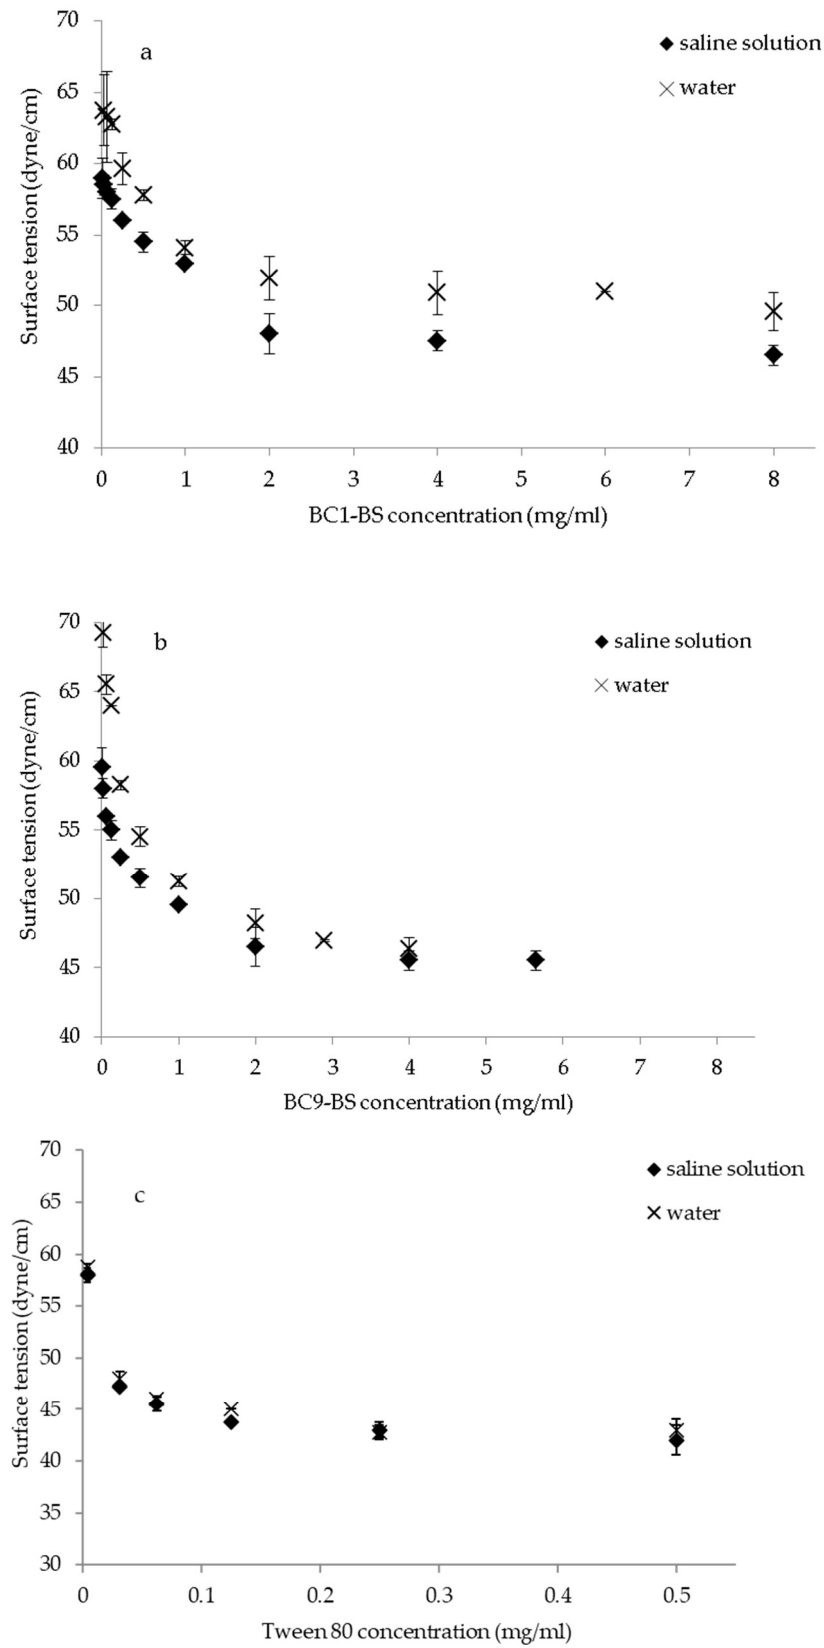 70
a
saline solution
65
water
60
55
50
45
40
Surface tension (dyne/cm)
0 1 2 3 4 5 6 7 8
BC1-BS concentration (mg/ml)
70
b
saline solution
65
water
60
55
50
45
40
Surface tension (dyne/cm)
0 1 2 3 4 5 6 7 8
BC9-BS concentration (mg/ml)
70
saline solution
65
c
water
60
55
50
45
40
35
30
Surface tension (dyne/cm)
0 0.1 0.2 0.3 0.4 0.5
Tween 80 concentration (mg/ml)